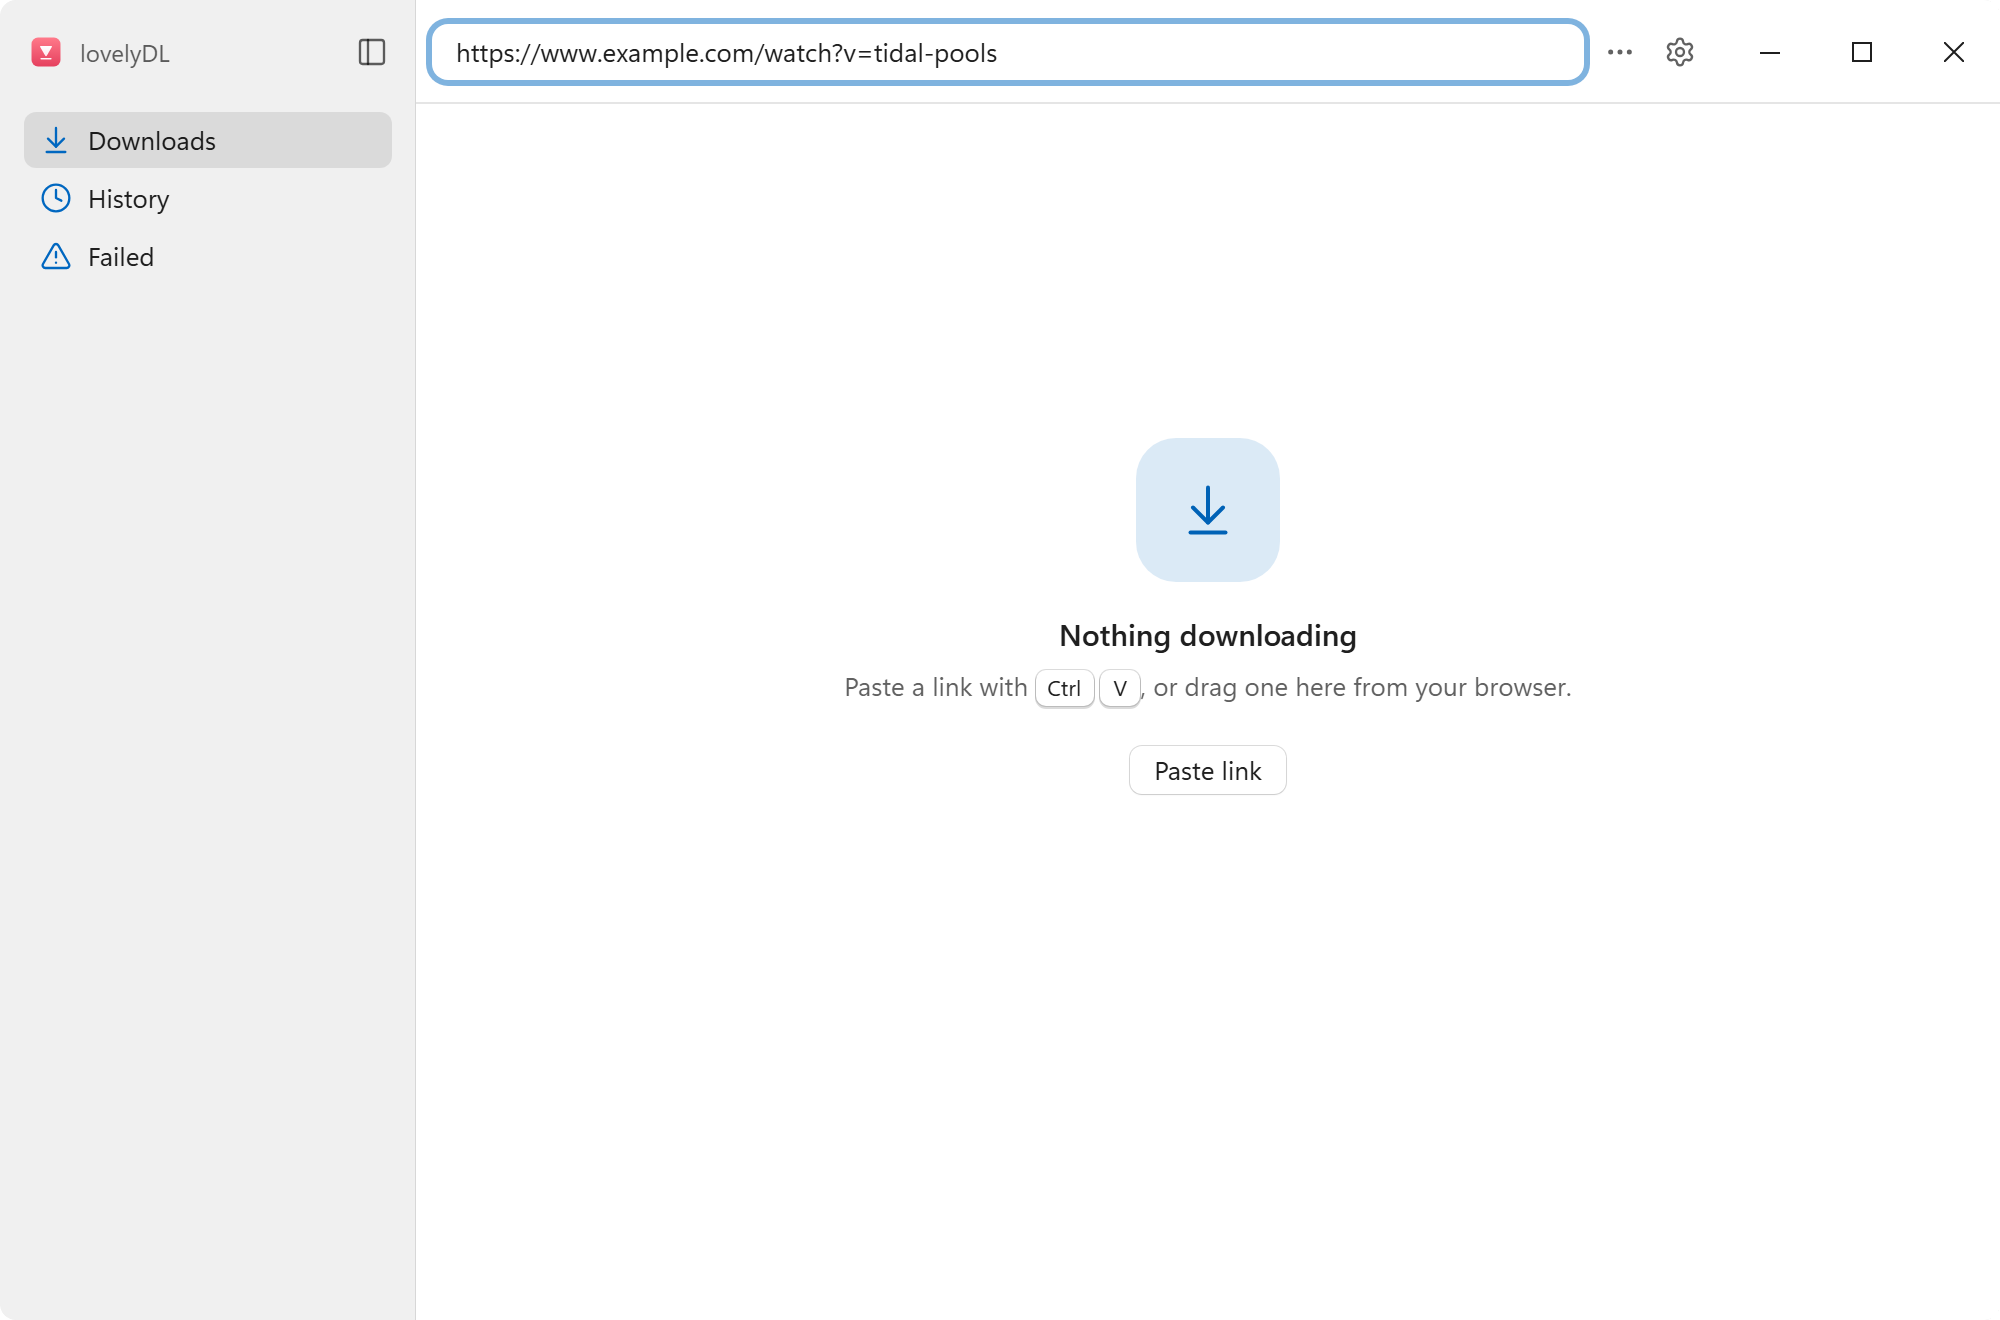 lovelyDL
https://www.example.com/watch?v=tidal-pools
Downloads
History
Failed
Nothing downloading
Paste a link with Ctrl V, or drag one here from your browser.
Paste link